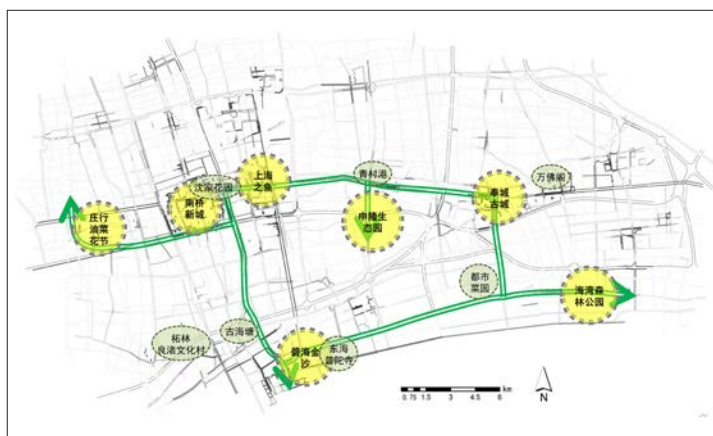 万佛阁
青村港
上海
之鱼
沈家花园
奉城
古城
南桥
新城
庄行
油菜
花节
申隆生
态园
都市
菜园
海湾森
林公园
古海塘
柘林
良渚文化村
碧海金
沙
东海
普陀寺
0.75 1.5 3 4.5 6
km
N